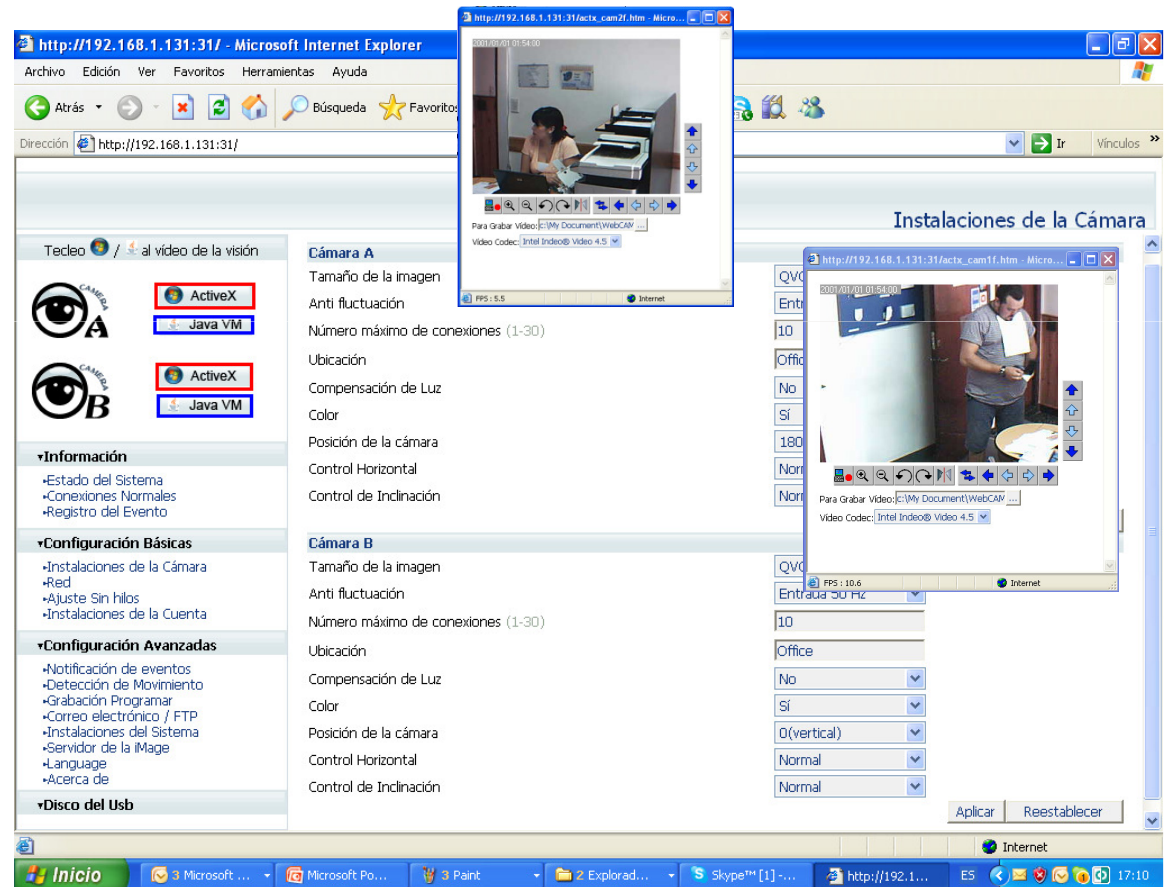 http://192.168.1.131:31/actx_cam2f.htm - Micro...
http://192.168.1.131:31/ - Microsoft Internet Explorer
Archivo Edición Ver Favoritos Herramientas Ayuda
Atrás Búsqueda Favoritos
Dirección http://192.168.1.131:31/ Ir Vínculos »
2001/01/01 01:54:00
Para Grabar Vídeo: c:\My Document\WebCAM ...
Vídeo Codec: Intel Indeo® Video 4.5
FPS : 5.5 Internet
Instalaciones de la Cámara
Tecleo / al vídeo de la visión
CAMERA A
ActiveX
Java VM
CAMERA B
ActiveX
Java VM
▾Información
Estado del Sistema
Conexiones Normales
Registro del Evento
▾Configuración Básicas
Instalaciones de la Cámara
Red
Ajuste Sin hilos
Instalaciones de la Cuenta
▾Configuración Avanzadas
Notificación de eventos
Detección de Movimiento
Grabación Programar
Correo electrónico / FTP
Instalaciones del Sistema
Servidor de la iMage
Language
Acerca de
▾Disco del Usb
Cámara A
Tamaño de la imagen QV
Anti fluctuación Ent
Número máximo de conexiones (1-30) 10
Ubicación Offic
Compensación de Luz No
Color Sí
Posición de la cámara 180
Control Horizontal Nor
Control de Inclinación Nor
http://192.168.1.131:31/actx_cam1f.htm - Micro...
2001/01/01 01:54:00
Para Grabar Vídeo: c:\My Document\WebCAM ...
Vídeo Codec: Intel Indeo® Video 4.5
FPS : 10.6 Internet
Cámara B
Tamaño de la imagen QV
Anti fluctuación Entrada 50 Hz
Número máximo de conexiones (1-30) 10
Ubicación Office
Compensación de Luz No
Color Sí
Posición de la cámara 0(vertical)
Control Horizontal Normal
Control de Inclinación Normal
Aplicar Reestablecer
Internet
Inicio 3 Microsoft ... Microsoft Po... 3 Paint 2 Explorad... Skype™ [1] -... http://192.1... ES 17:10